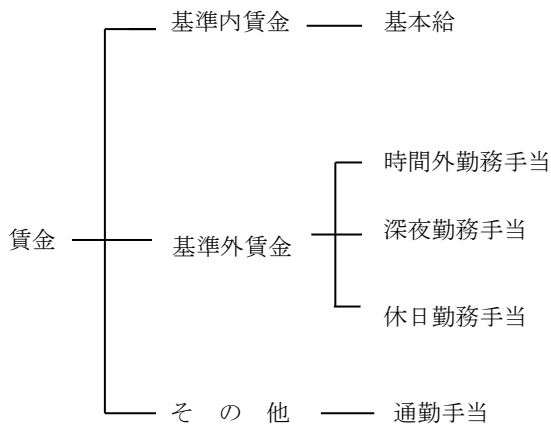 基準内賃金 基本給
時間外勤務手当
深夜勤務手当
賃金 基準外賃金
休日勤務手当
そ の 他 通勤手当